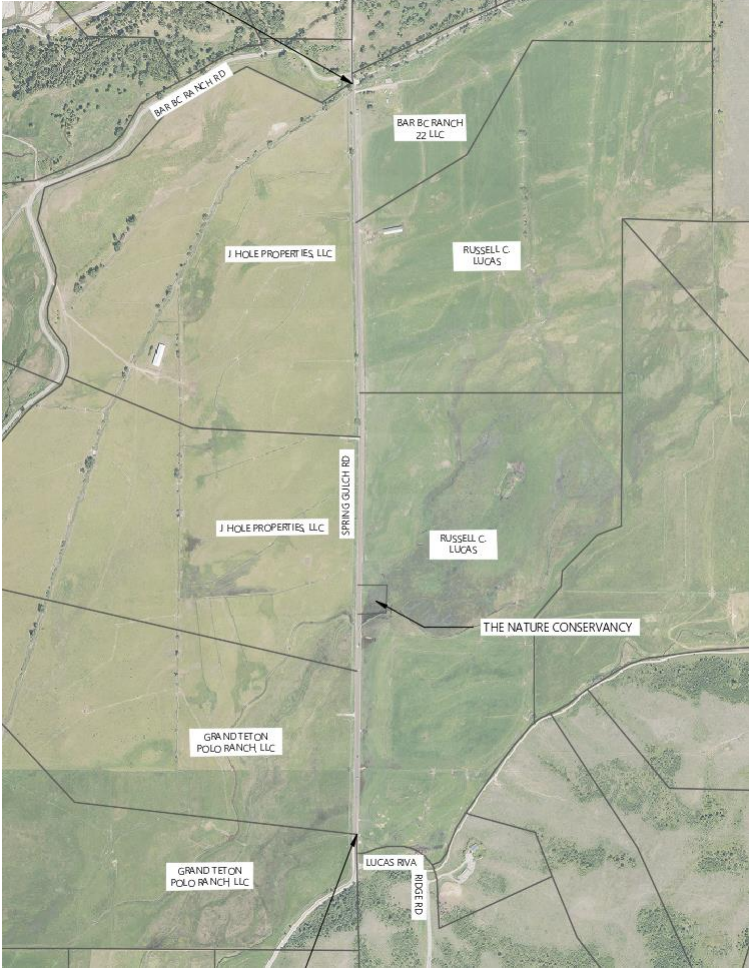 BAR BC RANCH RD
BAR BC RANCH
22 LLC
J HOLE PROPERTIES, LLC
RUSSELL C.
LUCAS
SPRING GULCH RD
J HOLE PROPERTIES, LLC
RUSSELL C.
LUCAS
THE NATURE CONSERVANCY
GRAND TETON
POLO RANCH, LLC
LUCAS RIVA
RIDGE RD
GRAND TETON
POLO RANCH, LLC